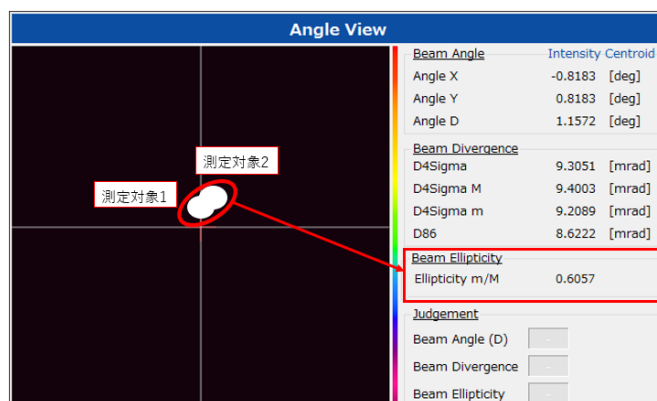 Angle View
測定対象2
測定対象1
Beam Angle Intensity Centroid
Angle X -0.8183 [deg]
Angle Y 0.8183 [deg]
Angle D 1.1572 [deg]
Beam Divergence
D4Sigma 9.3051 [mrad]
D4Sigma M 9.4003 [mrad]
D4Sigma m 9.2089 [mrad]
D86 8.6222 [mrad]
Beam Ellipticity
Ellipticity m/M 0.6057
Judgement
Beam Angle (D) -
Beam Divergence -
Beam Ellipticity -